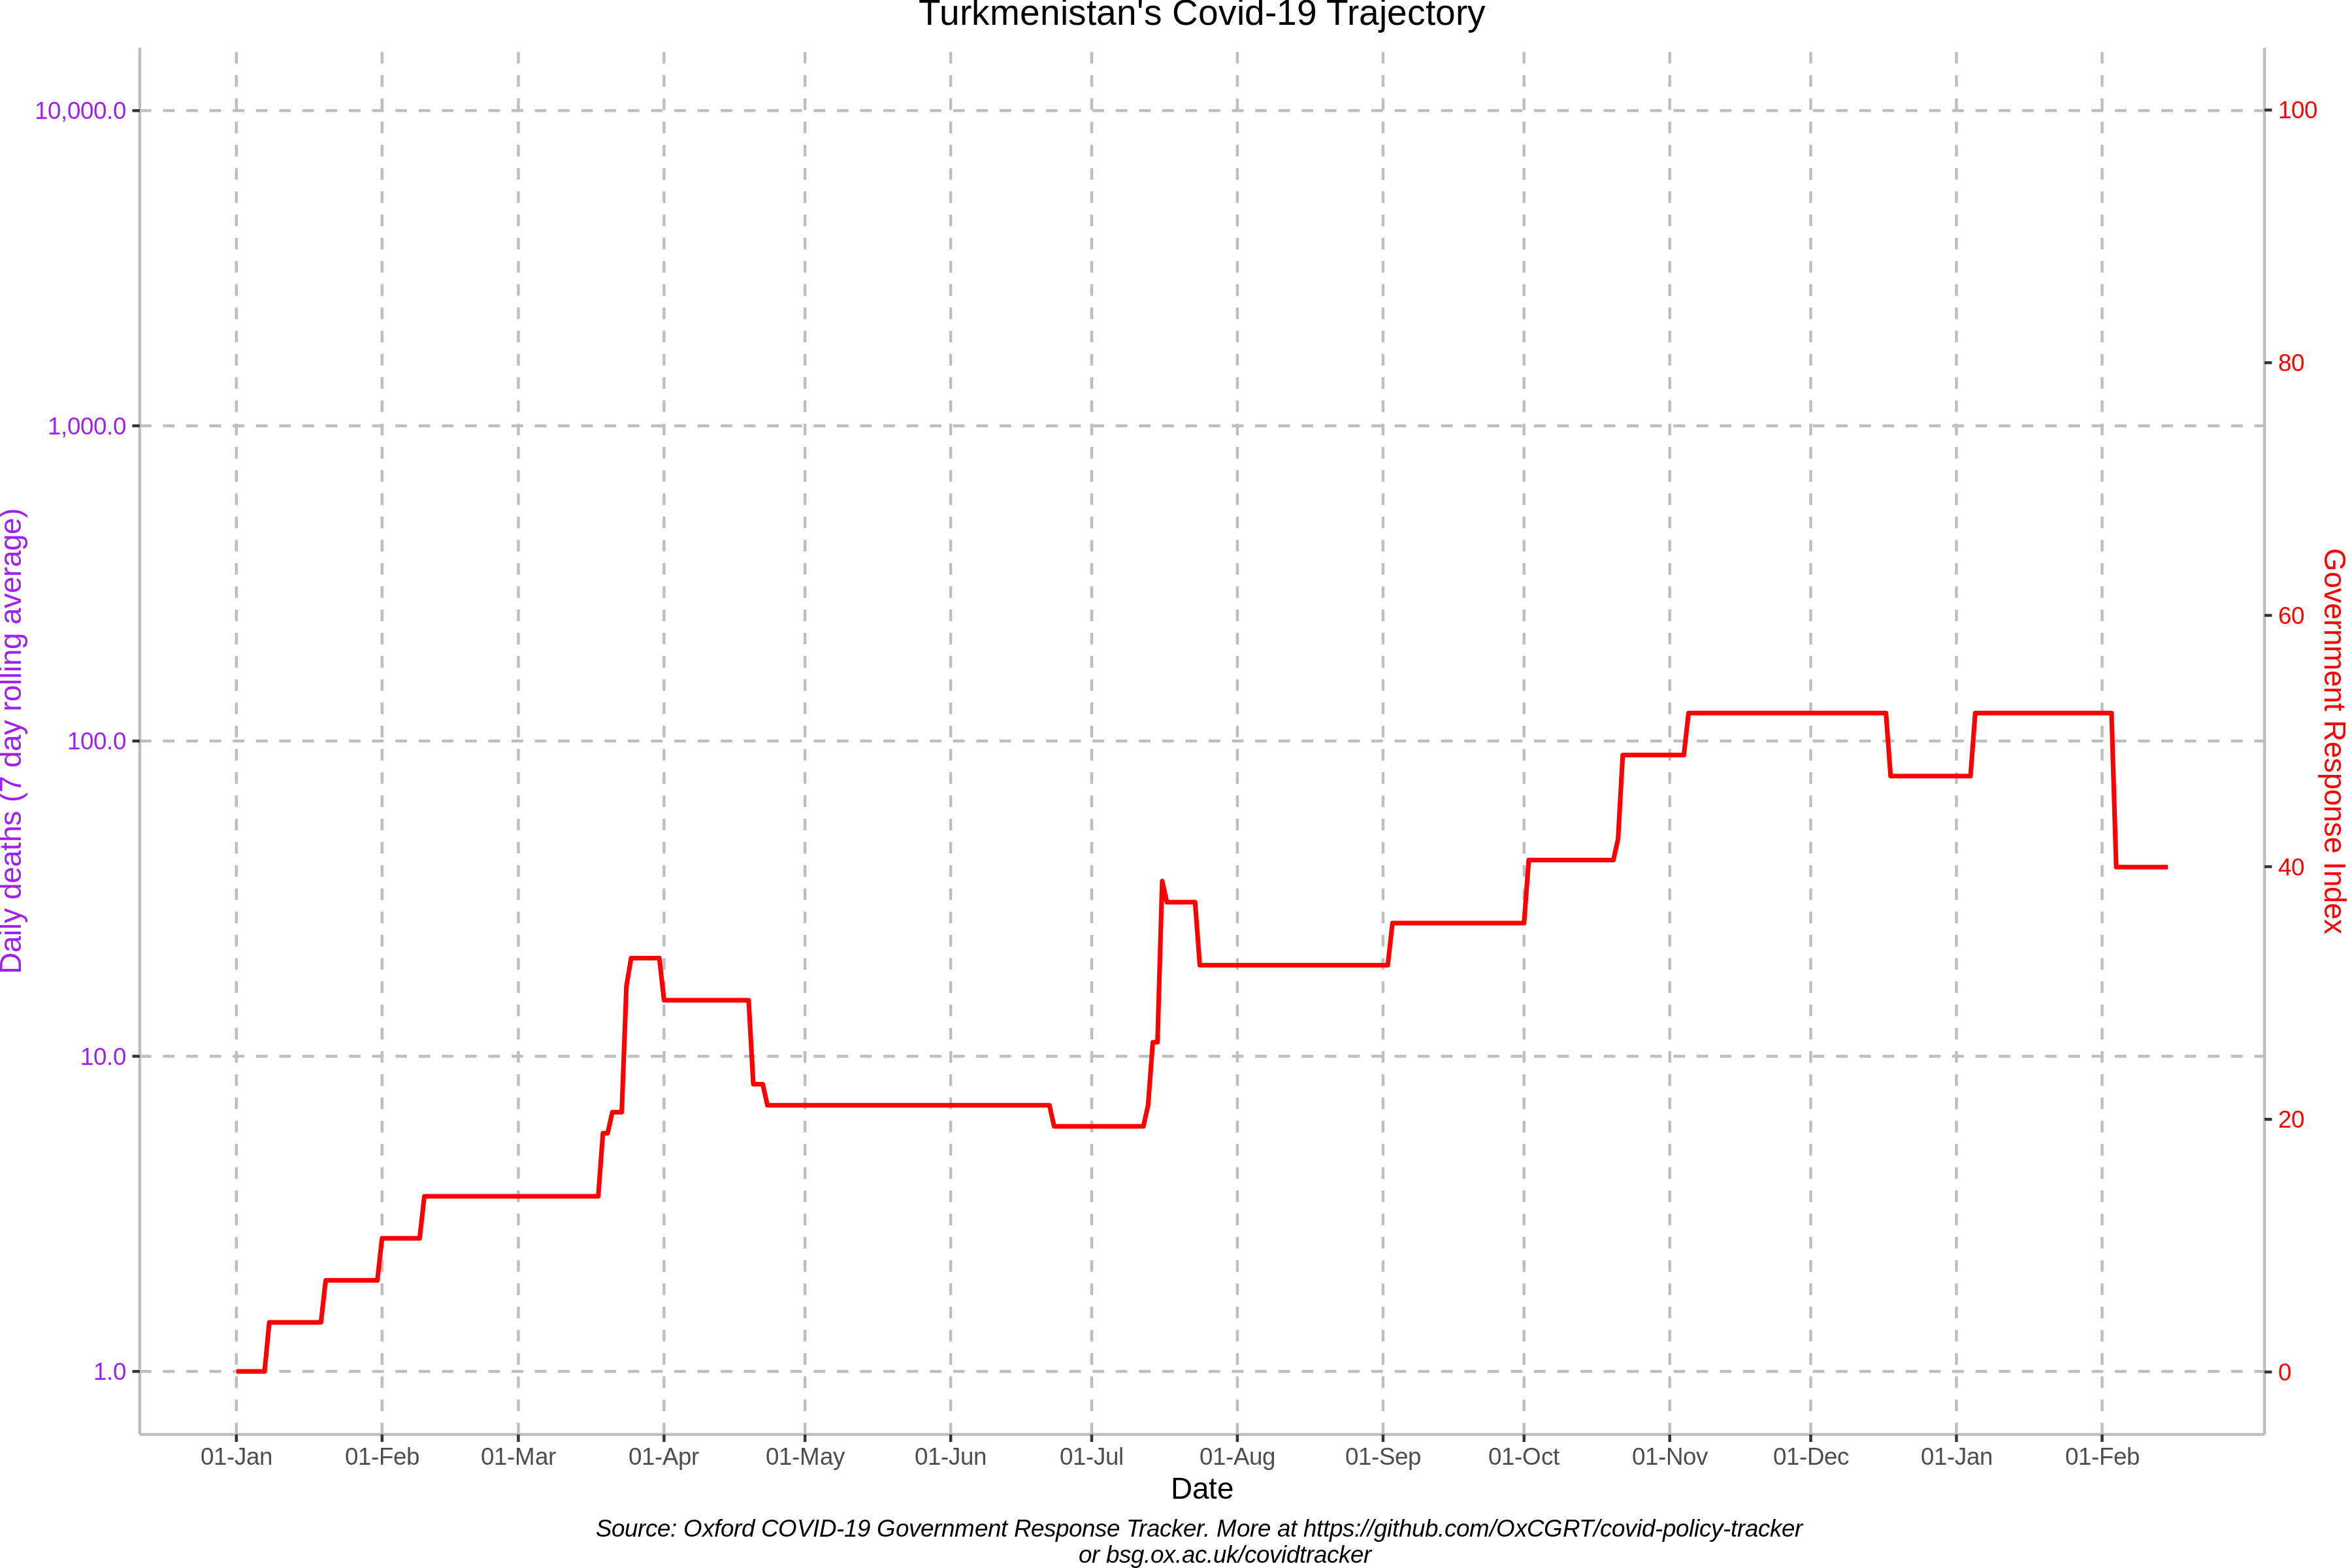 Turkmenistan's Covid-19 Trajectory
10,000.0
1,000.0
100.0
10.0
1.0
Daily deaths (7 day rolling average)
100
80
60
40
20
0
Government Response Index
01-Jan 01-Feb 01-Mar 01-Apr 01-May 01-Jun 01-Jul 01-Aug 01-Sep 01-Oct 01-Nov 01-Dec 01-Jan 01-Feb
Date
Source: Oxford COVID-19 Government Response Tracker. More at https://github.com/OxCGRT/covid-policy-tracker
or bsg.ox.ac.uk/covidtracker